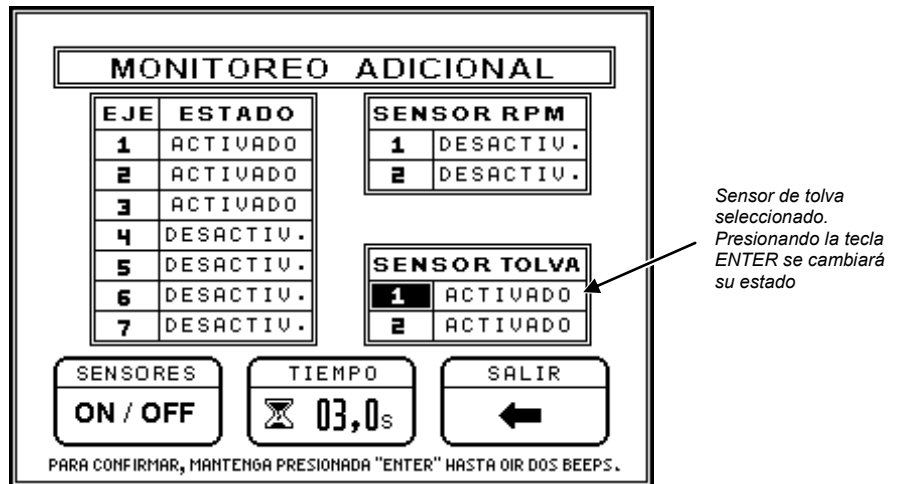 MONITOREO ADICIONAL
EJE ESTADO
1 ACTIVADO
2 ACTIVADO
3 ACTIVADO
4 DESACTIV.
5 DESACTIV.
6 DESACTIV.
7 DESACTIV.
SENSOR RPM
1 DESACTIV.
2 DESACTIV.
SENSOR TOLVA
1 ACTIVADO
2 ACTIVADO
Sensor de tolva
seleccionado.
Presionando la tecla
ENTER se cambiará
su estado
SENSORES
ON / OFF
TIEMPO
03,0s
SALIR
PARA CONFIRMAR, MANTENGA PRESIONADA "ENTER" HASTA OIR DOS BEEPS.